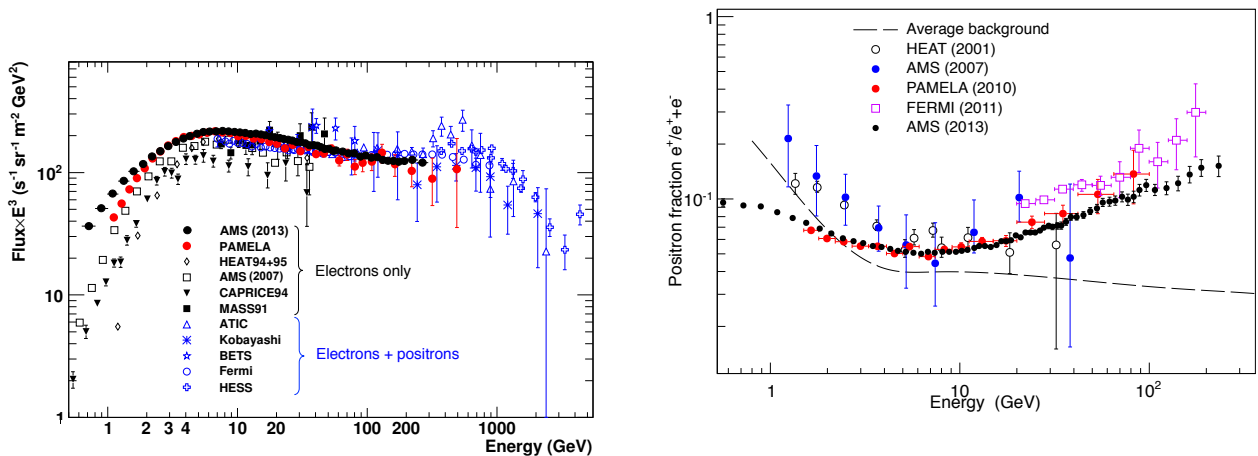 Flux×E³ (s⁻¹ sr⁻¹ m⁻² GeV²)
10²
10
1
AMS (2013)
PAMELA
HEAT94+95
AMS (2007)
CAPRICE94
MASS91
Electrons only
ATIC
Kobayashi
BETS
Fermi
HESS
Electrons + positrons
1 2 3 4 10 20 100 200 1000
Energy (GeV)
Positron fraction e⁺/e⁺+e⁻
1
10⁻¹
10⁻²
Average background
HEAT (2001)
AMS (2007)
PAMELA (2010)
FERMI (2011)
AMS (2013)
1 10 10²
Energy (GeV)